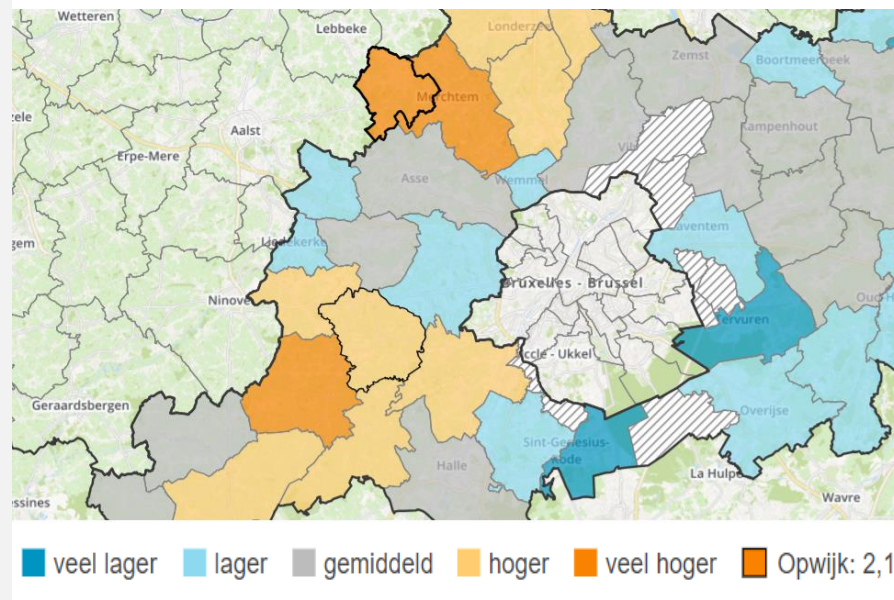 Wetteren
Lebbeke
Londerzeel
Zemst
Boortmeerbeek
Merchtem
Aalst
Kampenhout
Erpe-Mere
Asse
Wemmel
Liedekerke
Bruxelles - Brussel
Ninove
Tervuren
Uccle - Ukkel
Geraardsbergen
Overijse
Sint-Genesius-
Rode
Halle
La Hulpe
Wavre
veel lager lager gemiddeld hoger veel hoger Opwijk: 2,1